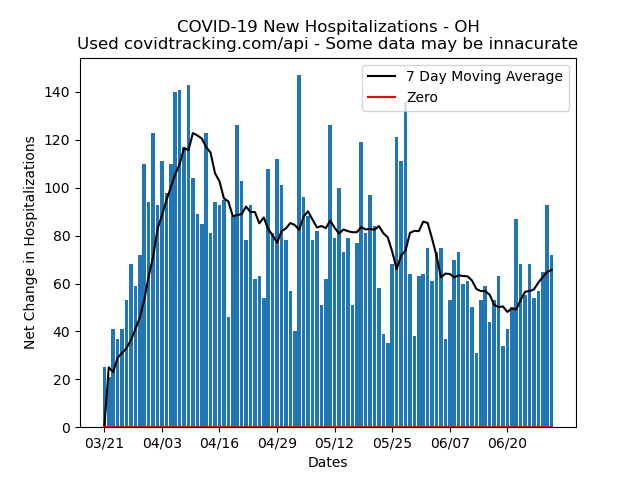 COVID-19 New Hospitalizations - OH
Used covidtracking.com/api - Some data may be innacurate
7 Day Moving Average
Zero
Net Change in Hospitalizations
140
120
100
80
60
40
20
0
03/21 04/03 04/16 04/29 05/12 05/25 06/07 06/20
Dates